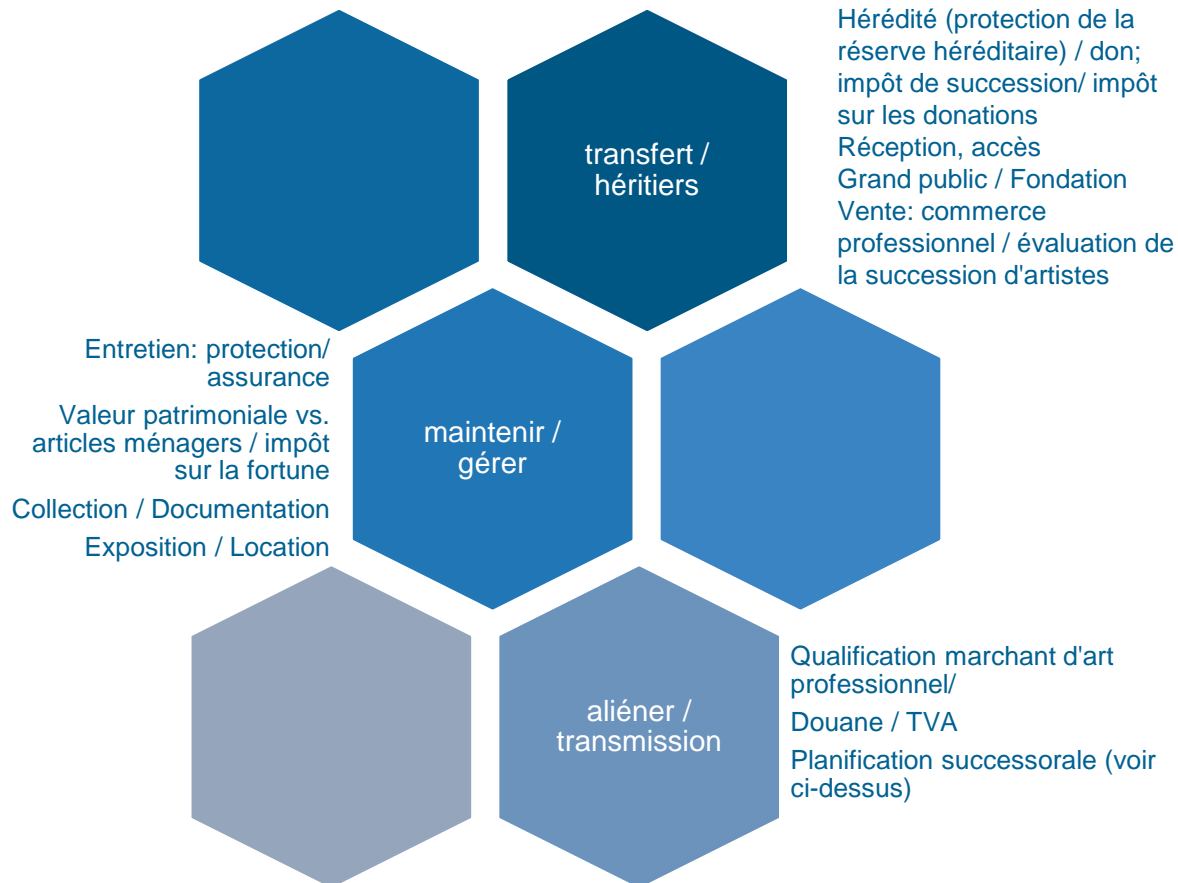 Hérédité (protection de la
réserve héréditaire) / don;
impôt de succession/ impôt
sur les donations
Réception, accès
Grand public / Fondation
Vente: commerce
professionnel / évaluation de
la succession d'artistes
transfert /
héritiers
Entretien: protection/
assurance
Valeur patrimoniale vs.
articles ménagers / impôt
sur la fortune
Collection / Documentation
Exposition / Location
maintenir /
gérer
aliéner /
transmission
Qualification marchant d'art
professionnel/
Douane / TVA
Planification successorale (voir
ci-dessus)